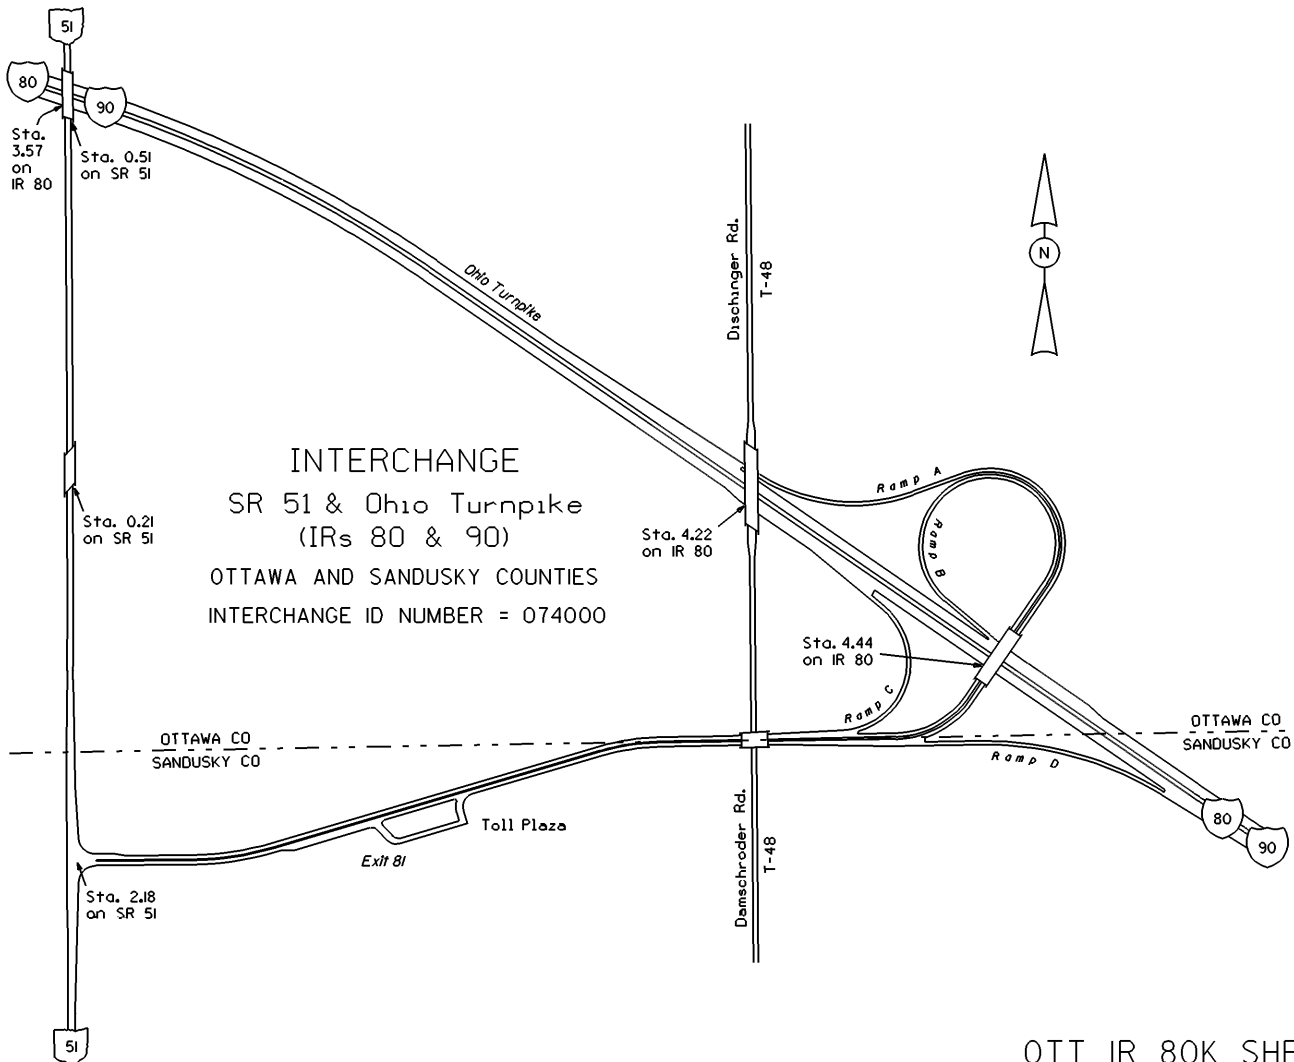 51
80
90
Sta.
3.57
on
IR 80
Sta. 0.51
on SR 51
Ohio Turnpike
Dischinger Rd.
T-48
N
INTERCHANGE
SR 51 & Ohio Turnpike
(IRs 80 & 90)
OTTAWA AND SANDUSKY COUNTIES
INTERCHANGE ID NUMBER = 074000
Sta. 0.21
on SR 51
Sta. 4.22
on IR 80
Ramp A
Ramp B
Sta. 4.44
on IR 80
Ramp C
OTTAWA CO
SANDUSKY CO
OTTAWA CO
SANDUSKY CO
Ramp D
Toll Plaza
Exit 81
Damschroder Rd.
T-48
80
90
Sta. 2.18
on SR 51
51
OTT IR 80K SHE